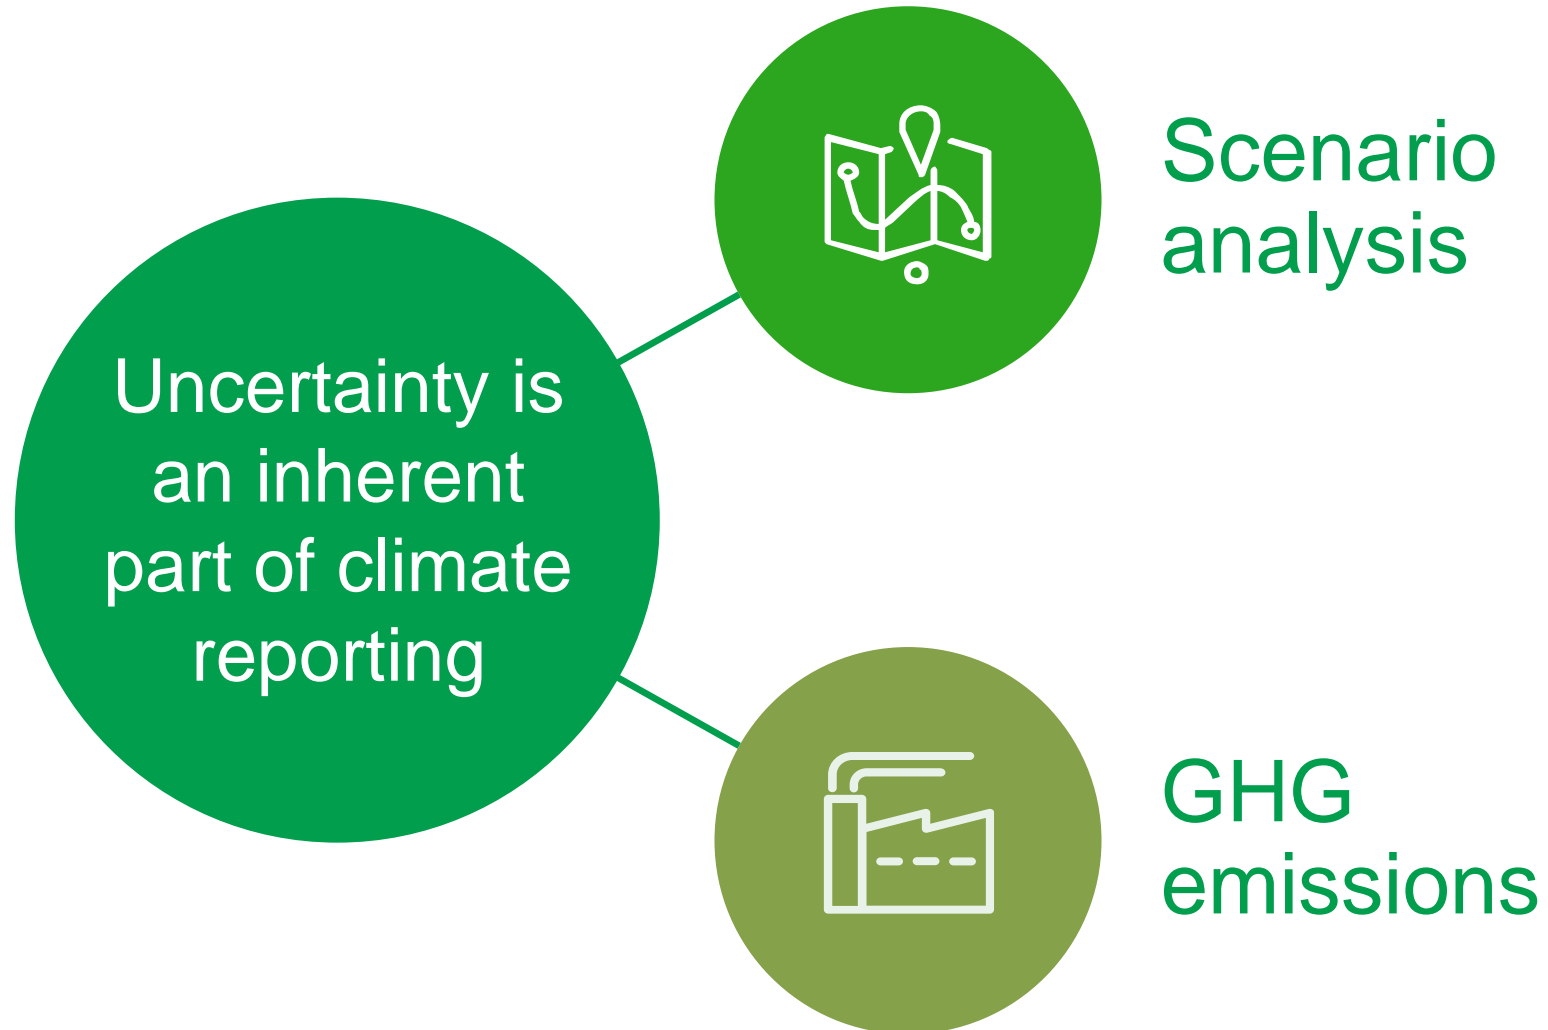 Uncertainty is
an inherent
part of climate
reporting
Scenario
analysis
GHG
emissions